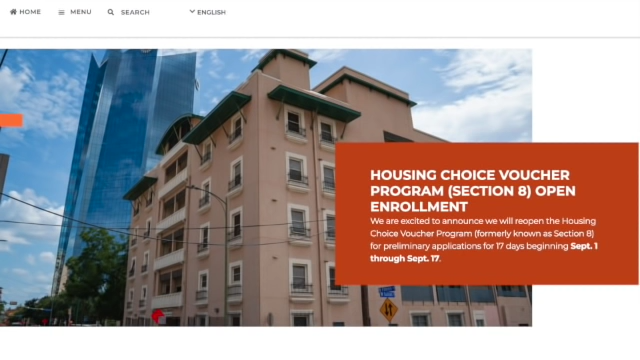 HOME MENU SEARCH ENGLISH
HOUSING CHOICE VOUCHER
PROGRAM (SECTION 8) OPEN
ENROLLMENT
We are excited to announce we will reopen the Housing
Choice Voucher Program (formerly known as Section 8)
for preliminary applications for 17 days beginning Sept. 1
through Sept. 17.